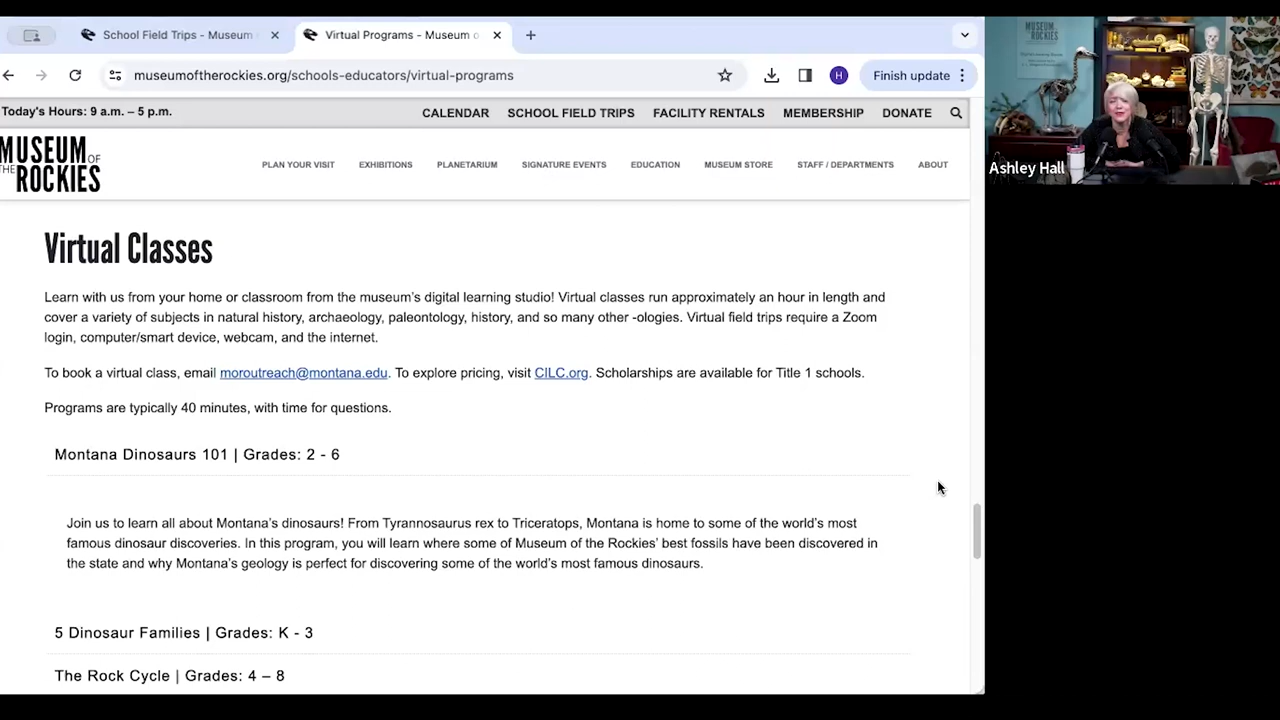 School Field Trips - Museum
Virtual Programs - Museum o
museumoftherockies.org/schools-educators/virtual-programs
H
Finish update
Today's Hours: 9 a.m. – 5 p.m.
CALENDAR SCHOOL FIELD TRIPS FACILITY RENTALS MEMBERSHIP DONATE
MUSEUM OF
THE ROCKIES
PLAN YOUR VISIT EXHIBITIONS PLANETARIUM SIGNATURE EVENTS EDUCATION MUSEUM STORE STAFF / DEPARTMENTS ABOUT
Virtual Classes
Learn with us from your home or classroom from the museum's digital learning studio! Virtual classes run approximately an hour in length and
cover a variety of subjects in natural history, archaeology, paleontology, history, and so many other -ologies. Virtual field trips require a Zoom
login, computer/smart device, webcam, and the internet.
To book a virtual class, email moroutreach@montana.edu. To explore pricing, visit CILC.org. Scholarships are available for Title 1 schools.
Programs are typically 40 minutes, with time for questions.
Montana Dinosaurs 101 | Grades: 2 - 6
Join us to learn all about Montana's dinosaurs! From Tyrannosaurus rex to Triceratops, Montana is home to some of the world's most
famous dinosaur discoveries. In this program, you will learn where some of Museum of the Rockies' best fossils have been discovered in
the state and why Montana's geology is perfect for discovering some of the world's most famous dinosaurs.
5 Dinosaur Families | Grades: K - 3
The Rock Cycle | Grades: 4 – 8
MUSEUM OF
ROCKIES
Ashley Hall